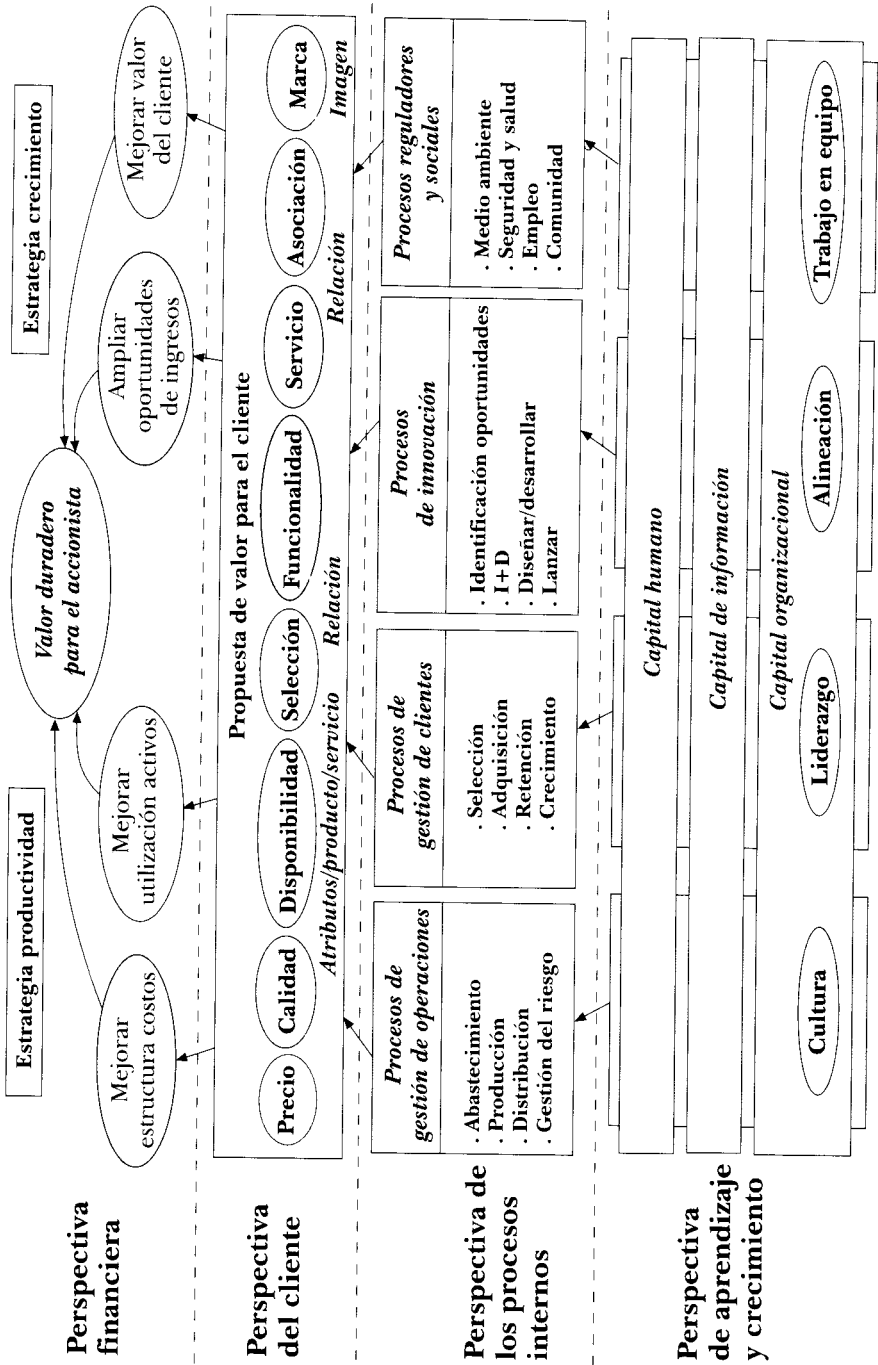 Perspectiva
financiera
Estrategia productividad
Estrategia crecimiento
Valor duradero
para el accionista
Mejorar
estructura costos
Mejorar
utilización activos
Ampliar
oportunidades
de ingresos
Mejorar valor
del cliente
Perspectiva
del cliente
Propuesta de valor para el cliente
Precio
Calidad
Disponibilidad
Selección
Funcionalidad
Servicio
Asociación
Marca
Atributos/producto/servicio
Relación
Relación
Imagen
Perspectiva de
los procesos
internos
Procesos de
gestión de operaciones
. Abastecimiento
. Producción
. Distribución
. Gestión del riesgo
Procesos de
gestión de clientes
. Selección
. Adquisición
. Retención
. Crecimiento
Procesos
de innovación
. Identificación oportunidades
. I+D
. Diseñar/desarrollar
. Lanzar
Procesos reguladores
y sociales
. Medio ambiente
. Seguridad y salud
. Empleo
. Comunidad
Perspectiva
de aprendizaje
y crecimiento
Capital humano
Capital de información
Capital organizacional
Cultura
Liderazgo
Alineación
Trabajo en equipo